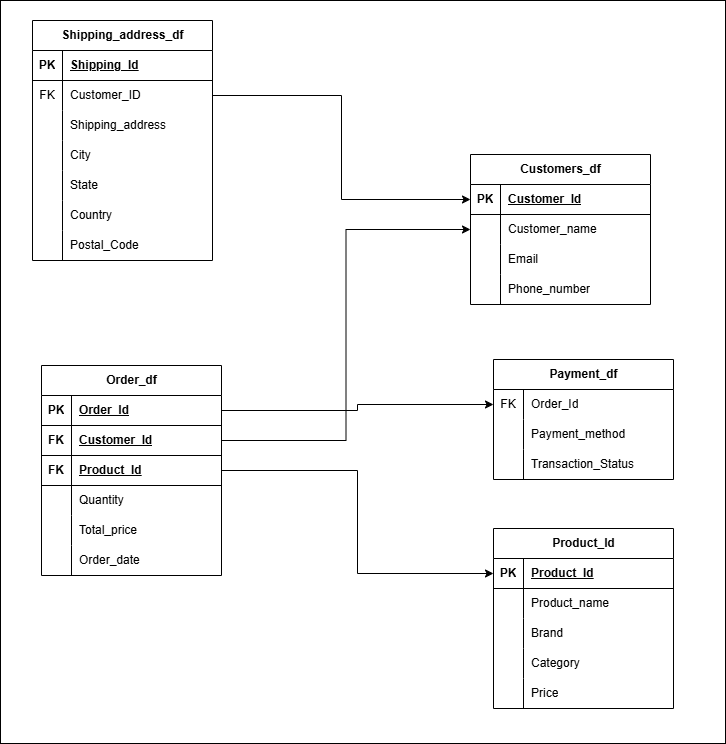 Shipping_address_df
PK Shipping_Id
FK Customer_ID
Shipping_address
City
State
Country
Postal_Code
Customers_df
PK Customer_Id
Customer_name
Email
Phone_number
Order_df
PK Order_Id
FK Customer_Id
FK Product_Id
Quantity
Total_price
Order_date
Payment_df
FK Order_Id
Payment_method
Transaction_Status
Product_Id
PK Product_Id
Product_name
Brand
Category
Price